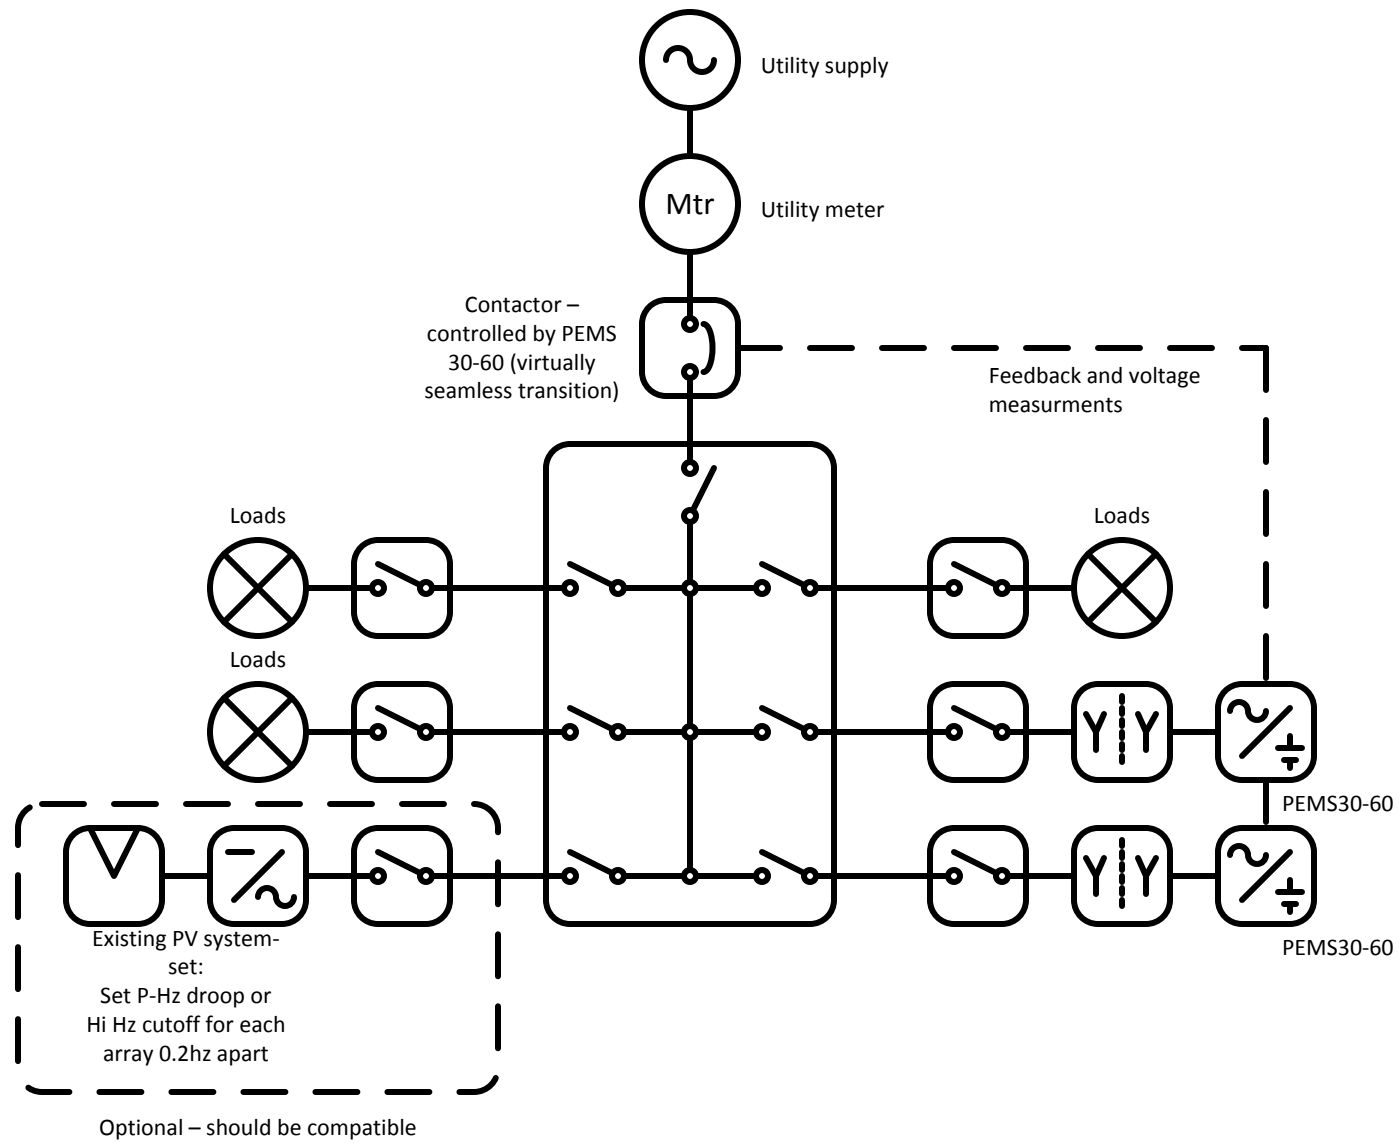 Utility supply
Mtr
Utility meter
Contactor –
controlled by PEMS
30-60 (virtually
seamless transition)
Feedback and voltage
measurments
Loads
Loads
Loads
PEMS30-60
PEMS30-60
Existing PV system-
set:
Set P-Hz droop or
Hi Hz cutoff for each
array 0.2hz apart
Optional – should be compatible